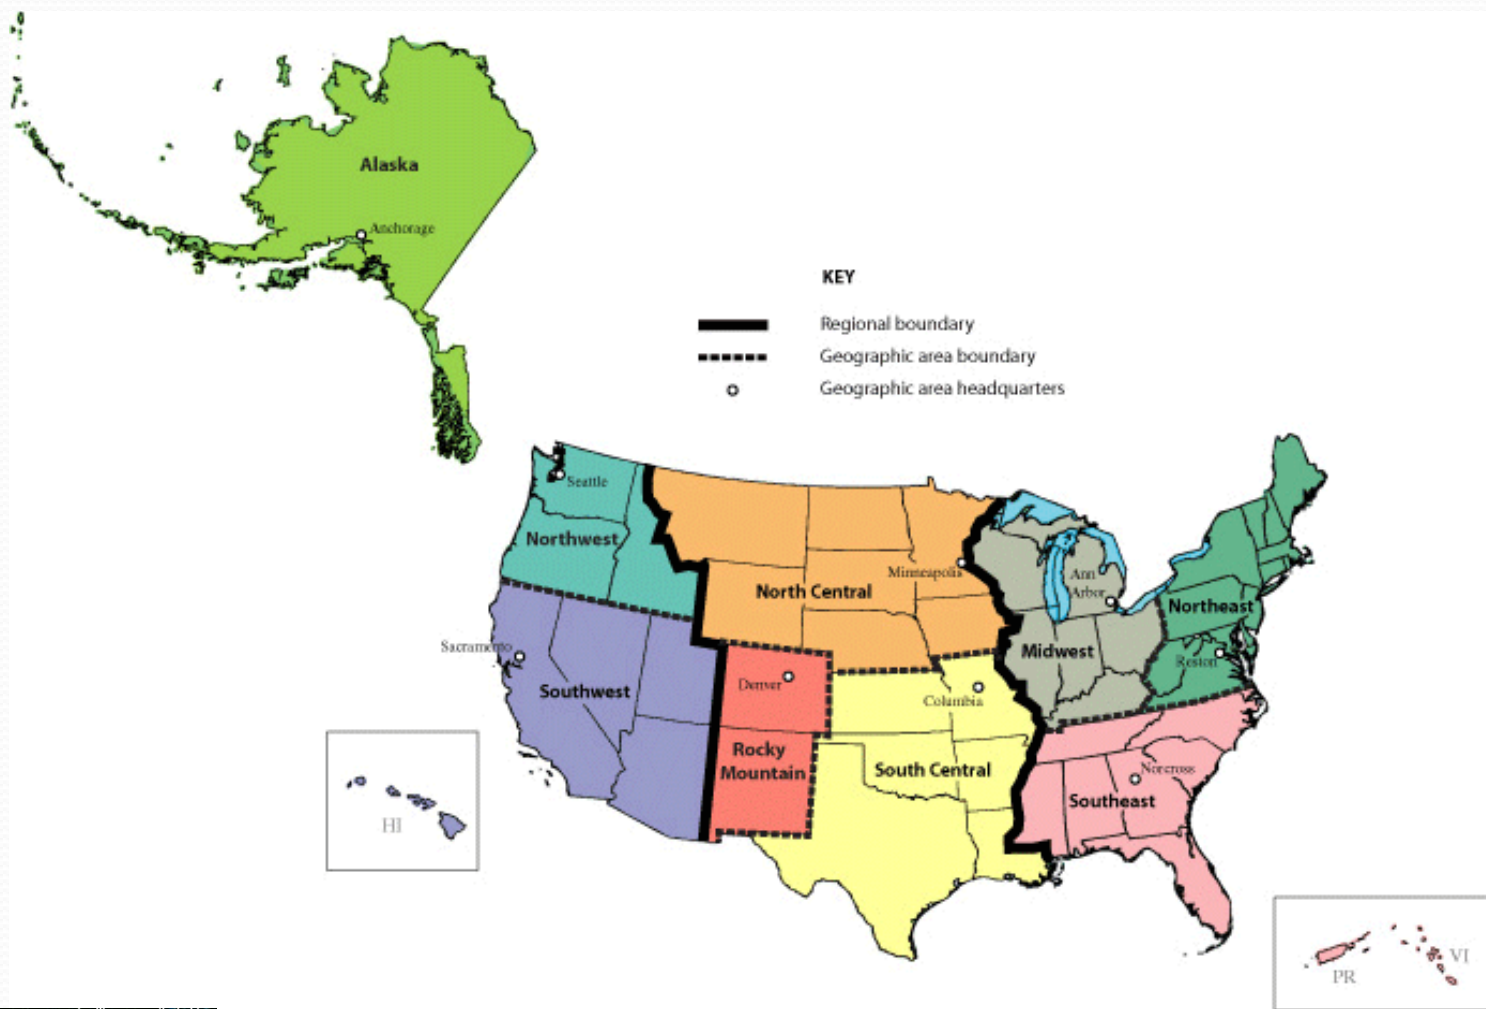 Alaska
Anchorage
KEY
Regional boundary
Geographic area boundary
Geographic area headquarters
Seattle
Northwest
Minneapolis
North Central
Ann
Arbor
Northeast
Sacramento
Midwest
Reston
Southwest
Denver
Columbia
Rocky
Mountain
South Central
Norcross
Southeast
HI
PR
VI